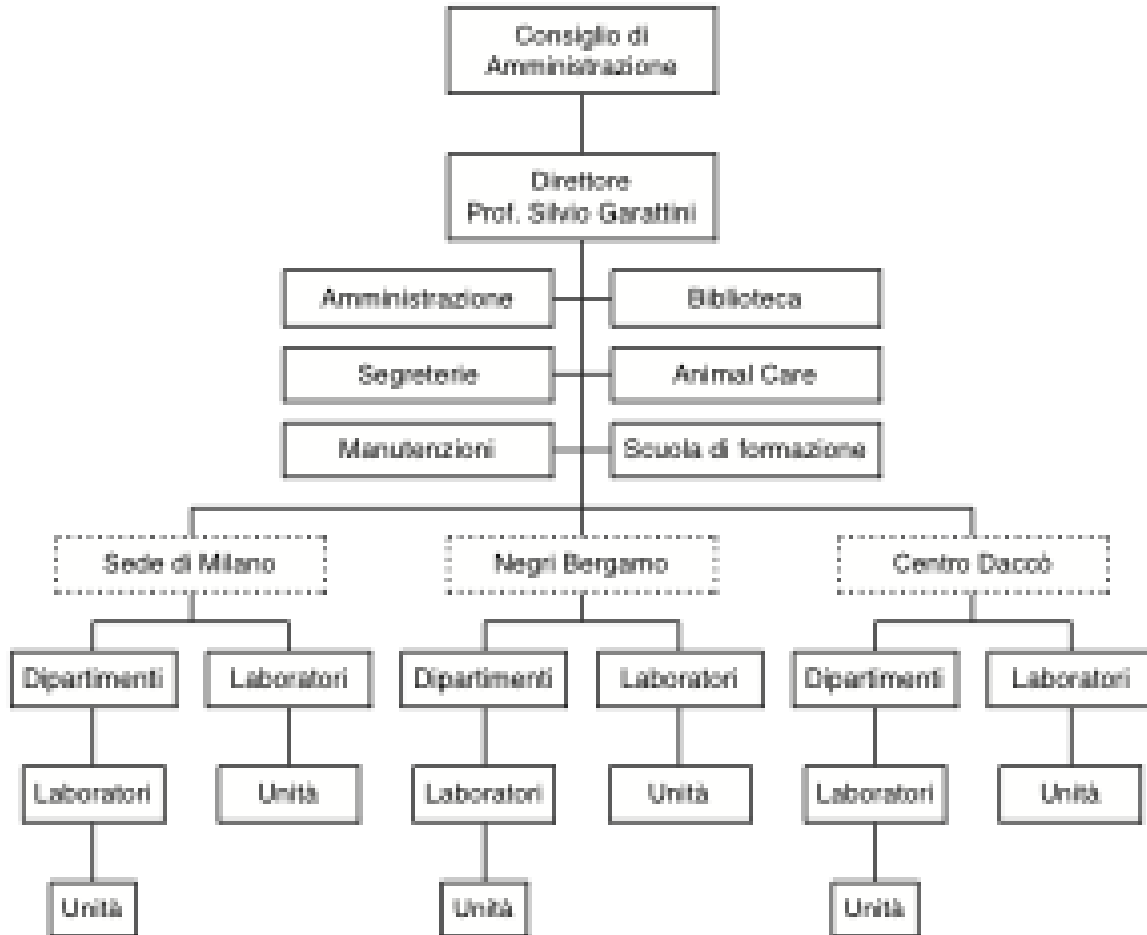 Consiglio di
Amministrazione
Direttore
Prof. Silvio Garattini
Amministrazione
Biblioteca
Segreterie
Animal Care
Manutenzioni
Scuola di formazione
Sede di Milano
Negri Bergamo
Centro Daccò
Dipartimenti
Laboratori
Dipartimenti
Laboratori
Dipartimenti
Laboratori
Laboratori
Unità
Laboratori
Unità
Laboratori
Unità
Unità
Unità
Unità